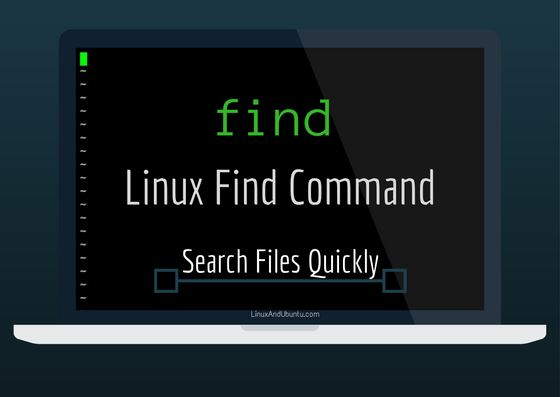 find
Linux Find Command
Search Files Quickly
LinuxAndUbuntu.com